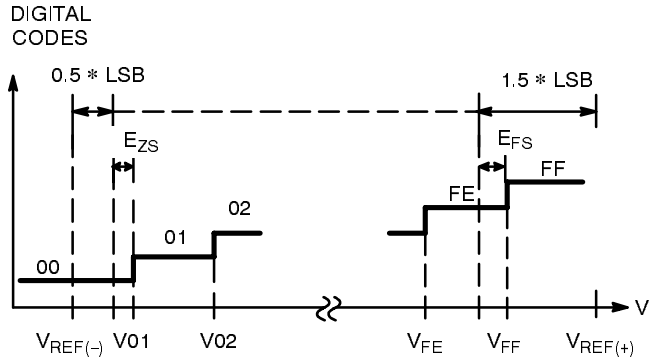 DIGITAL
CODES
0.5 * LSB
1.5 * LSB
EZS
EFS
FF
FE
02
01
00
V
VREF(–)
V01
V02
VFE
VFF
VREF(+)